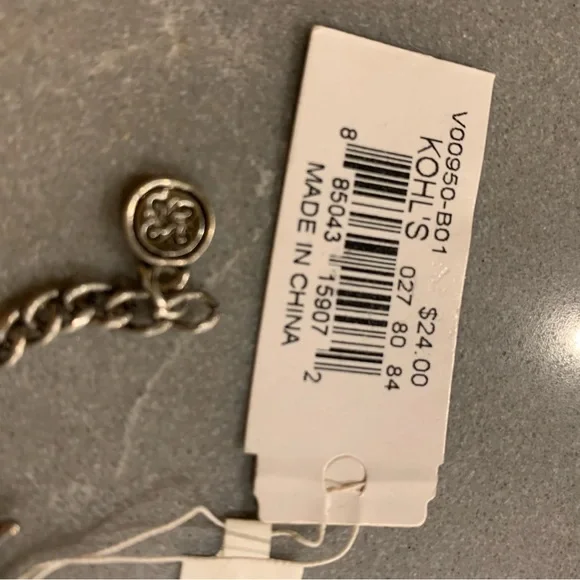 V00950-B01
KOHL'S $24.00
027 80 84
8 85043 15907 2
MADE IN CHINA